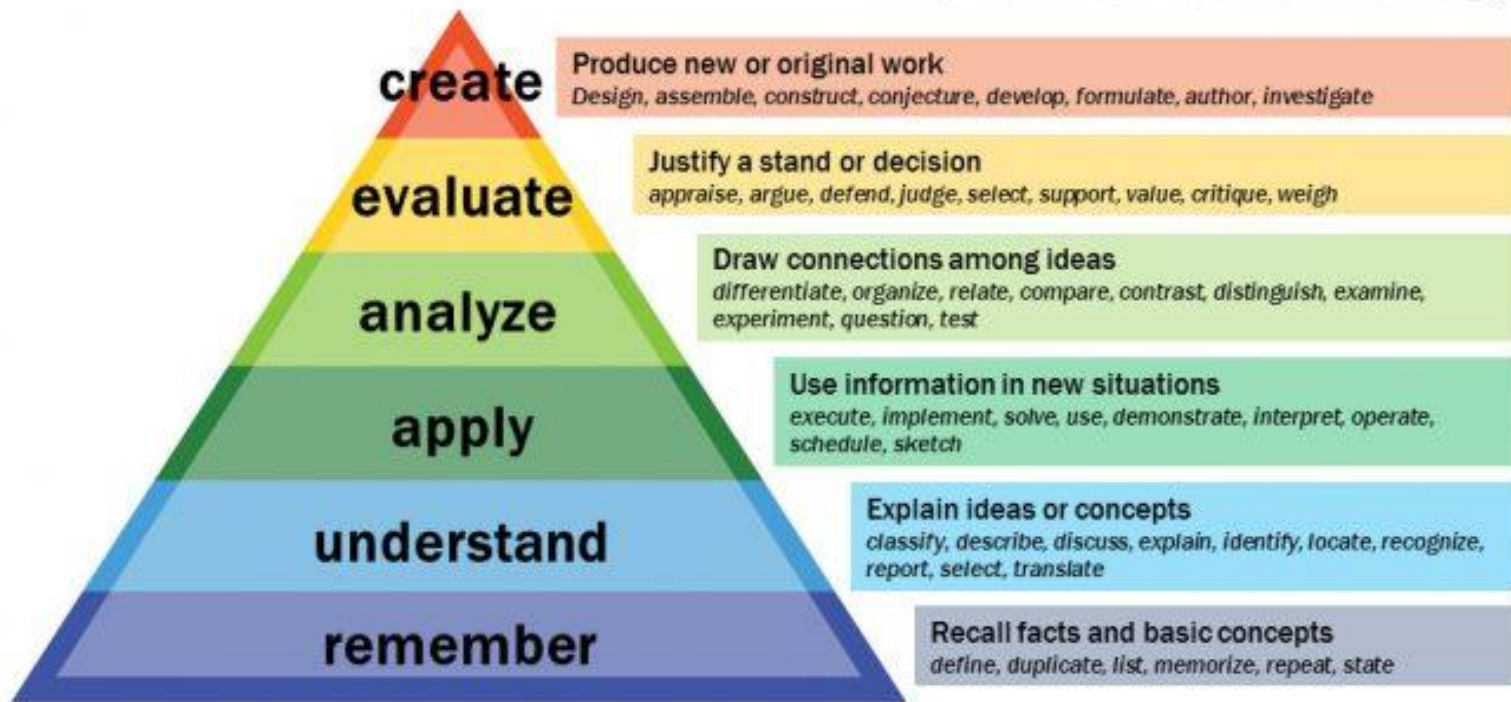 create
Produce new or original work
Design, assemble, construct, conjecture, develop, formulate, author, investigate
evaluate
Justify a stand or decision
appraise, argue, defend, judge, select, support, value, critique, weigh
analyze
Draw connections among ideas
differentiate, organize, relate, compare, contrast, distinguish, examine,
experiment, question, test
apply
Use information in new situations
execute, implement, solve, use, demonstrate, interpret, operate,
schedule, sketch
understand
Explain ideas or concepts
classify, describe, discuss, explain, identify, locate, recognize,
report, select, translate
remember
Recall facts and basic concepts
define, duplicate, list, memorize, repeat, state